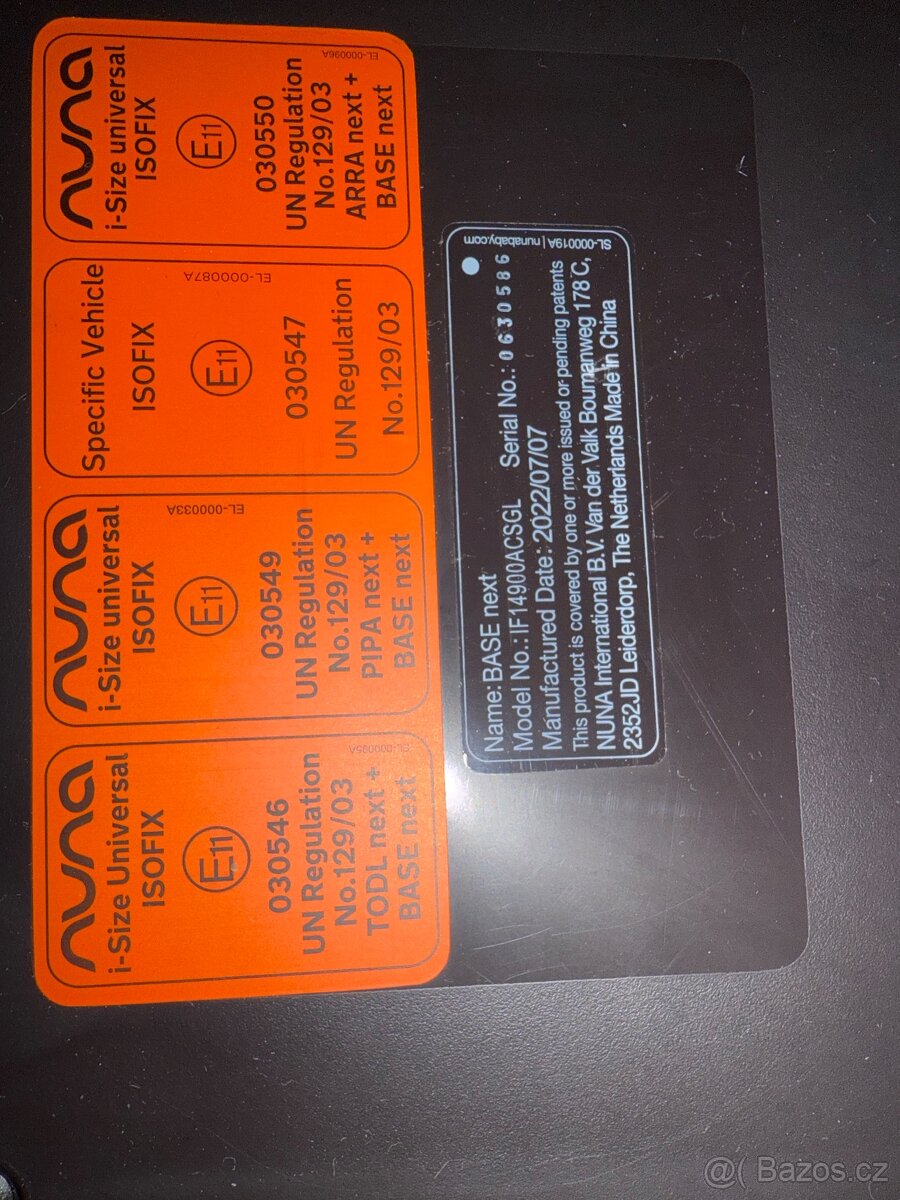 nuna
i-Size Universal
ISOFIX
E11
030546
UN Regulation
No.129/03
TODL next +
BASE next
EL-000095A
nuna
i-Size universal
ISOFIX
E11
030549
UN Regulation
No.129/03
PIPA next +
BASE next
EL-000033A
Specific Vehicle
ISOFIX
E11
030547
UN Regulation
No.129/03
EL-000087A
nuna
i-Size universal
ISOFIX
E11
030550
UN Regulation
No.129/03
ARRA next +
BASE next
EL-000096A
Name: BASE next
Model No.: IF14900ACSGL Serial No.: 0630586
Manufactured Date: 2022/07/07
This product is covered by one or more issued or pending patents
NUNA International B.V. Van der Valk Boumanweg 178 C,
2352JD Leiderdorp, The Netherlands Made in China
SL-000019A | nunababy.com
@( Bazos.cz